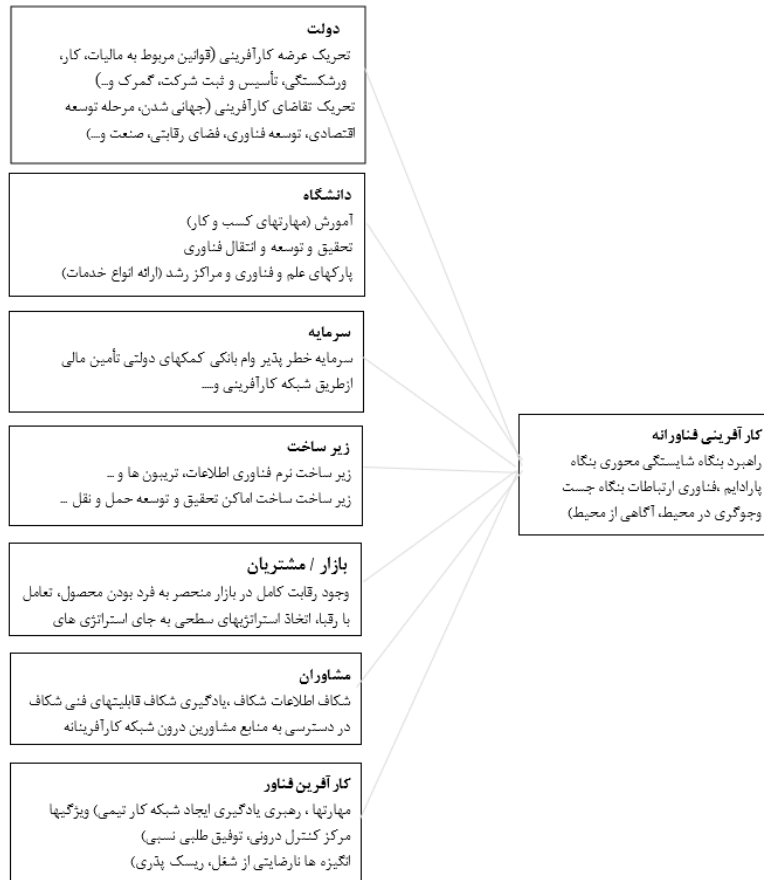 دولت
تحریک عرضه کارآفرینی (قوانین مربوط به مالیات، کار،
ورشکستگی، تأسیس و ثبت شرکت، گمرک و...)
تحریک تقاضای کارآفرینی (جهانی شدن، مرحله توسعه
اقتصادی، توسعه فناوری، فضای رقابتی، صنعت و...)
دانشگاه
آمورش (مهارتهای کسب و کار)
تحقیق و توسعه و انتقال فناوری
پارکهای علم و فناوری و مراکز رشد (ارائه انواع خدمات)
سرمایه
سرمایه خطر پذیر وام بانکی کمکهای دولتی تأمین مالی
ازطریق شبکه کارآفرینی و....
زیر ساخت
زیر ساخت نرم فناوری اطلاعات، تریبون ها و ...
زیر ساخت ساخت اماکن تحقیق و توسعه حمل و نقل ...
بازار / مشتریان
وجود رقابت کامل در بازار منحصر به فرد بودن محصول، تعامل
با رقبا، اتخاذ استراتژیهای سطحی به جای استراتژی های
مشاوران
شکاف اطلاعات شکاف ،یادگیری شکاف قابلیتهای فنی شکاف
در دسترسی به منابع مشاورین درون شبکه کارآفرینانه
کار آفرین فناور
مهارتها ، رهبری یادگیری ایجاد شبکه کار تیمی) ویژگیها
مرکز کنترل درونی، توفیق طلبی نسبی)
انگیزه ها نارضایتی از شغل، ریسک پذری)
کار آفرینی فناورانه
راهبرد بنگاه شایستگی محوری بنگاه
پارادایم ،فناوری ارتباطات بنگاه جست
وجوگری در محیط، آگاهی از محیط)